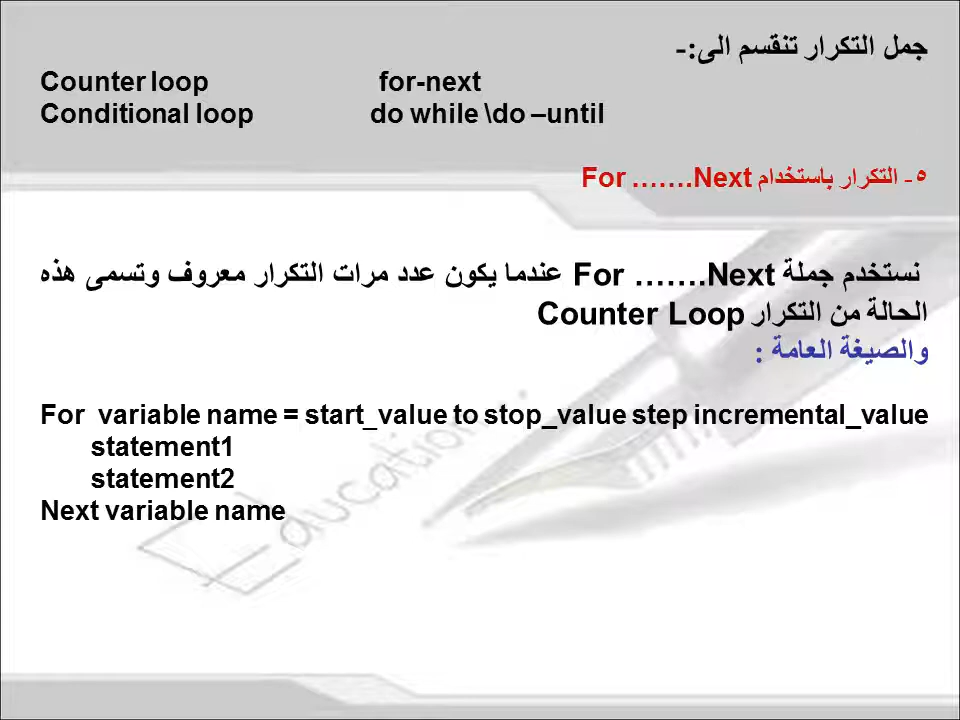 جمل التكرار تنقسم الى:-
Counter loop for-next
Conditional loop do while \do –until
٥- التكرار باستخدام For .……Next
نستخدم جملة For …….Next عندما يكون عدد مرات التكرار معروف وتسمى هذه
الحالة من التكرار Counter Loop
والصيغة العامة :
For variable name = start_value to stop_value step incremental_value
statement1
statement2
Next variable name
Education